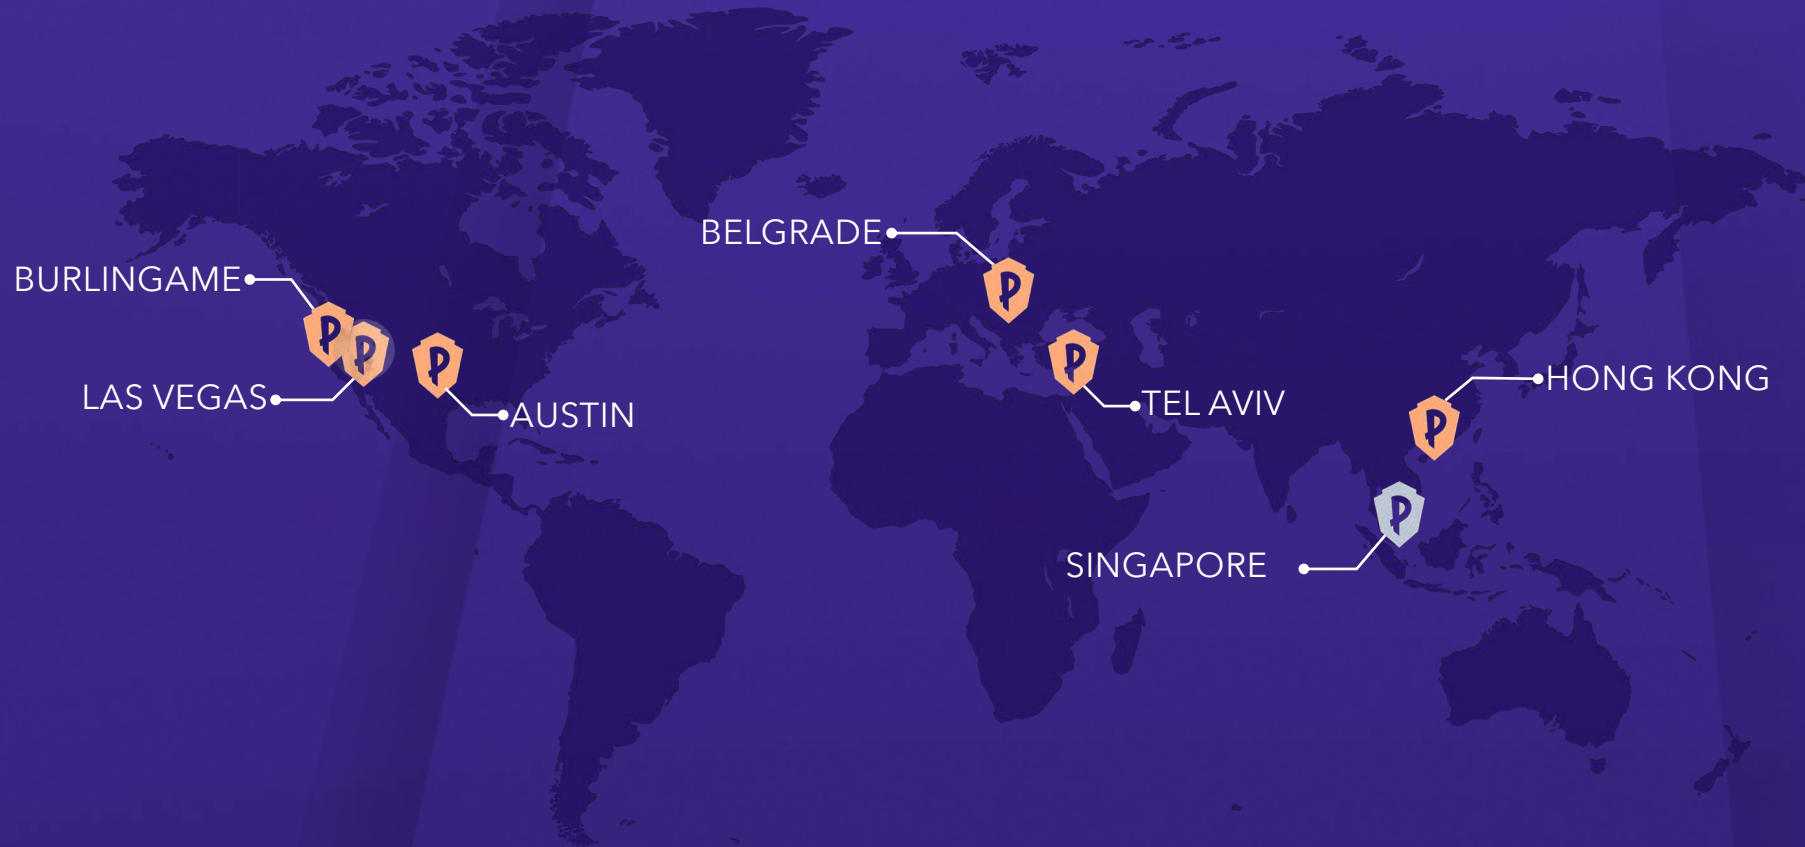 BELGRADE
BURLINGAME
P
P
P
P
P
HONG KONG
LAS VEGAS
TEL AVIV
AUSTIN
P
P
SINGAPORE